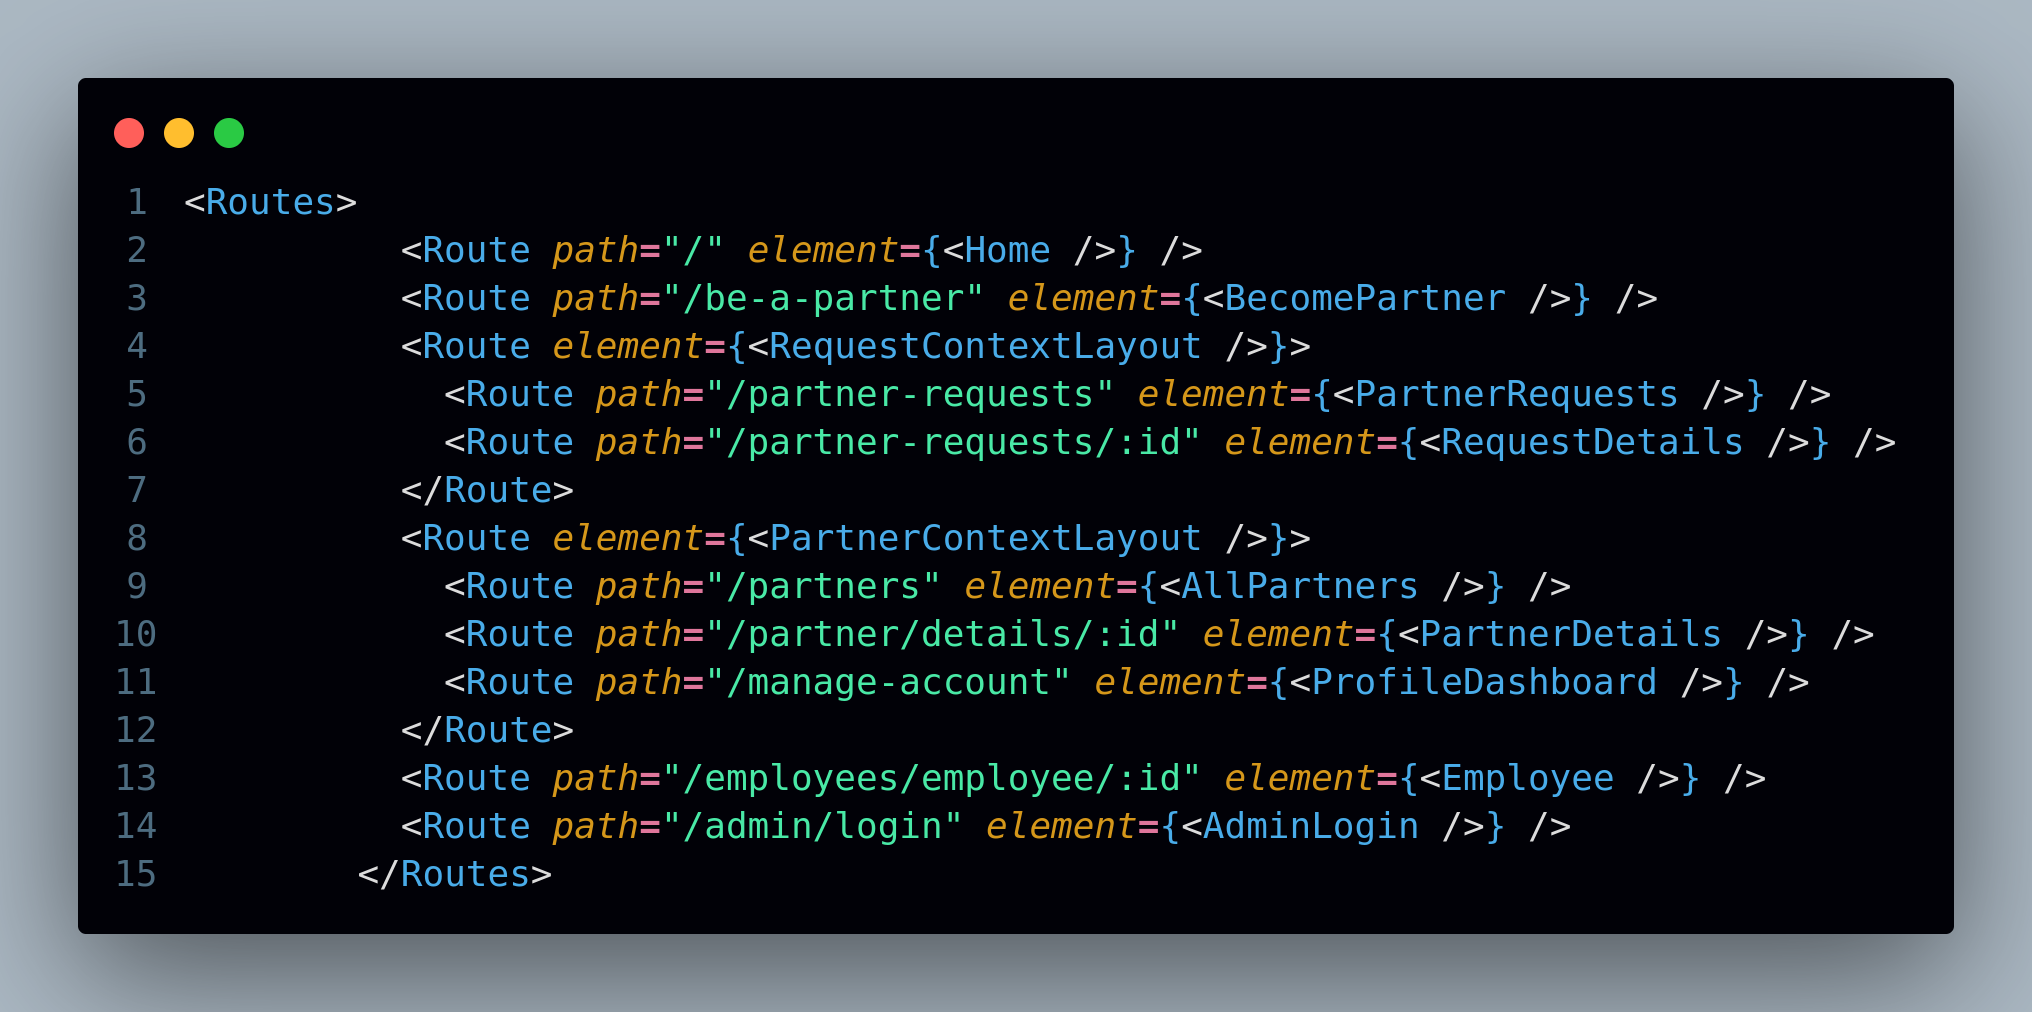 1 <Routes>
2           <Route path="/" element={<Home />} />
3           <Route path="/be-a-partner" element={<BecomePartner />} />
4           <Route element={<RequestContextLayout />}>
5             <Route path="/partner-requests" element={<PartnerRequests />} />
6             <Route path="/partner-requests/:id" element={<RequestDetails />} />
7           </Route>
8           <Route element={<PartnerContextLayout />}>
9             <Route path="/partners" element={<AllPartners />} />
10             <Route path="/partner/details/:id" element={<PartnerDetails />} />
11             <Route path="/manage-account" element={<ProfileDashboard />} />
12           </Route>
13           <Route path="/employees/employee/:id" element={<Employee />} />
14           <Route path="/admin/login" element={<AdminLogin />} />
15         </Routes>